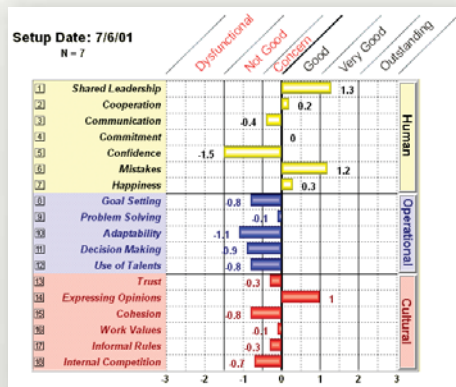 Setup Date: 7/6/01
N = 7
Dysfunctional
Not Good
Concern
Good
Very Good
Outstanding
1 Shared Leadership 1.3
2 Cooperation 0.2
3 Communication -0.4
4 Commitment 0
5 Confidence -1.5
6 Mistakes 1.2
7 Happiness 0.3
Human
8 Goal Setting -0.8
9 Problem Solving -0.1
10 Adaptability -1.1
11 Decision Making -0.9
12 Use of Talents -0.8
Operational
13 Trust -0.3
14 Expressing Opinions 1
15 Cohesion -0.8
16 Work Values -0.1
17 Informal Rules -0.3
18 Internal Competition -0.7
Cultural
-3 -2 -1 0 1 2 3